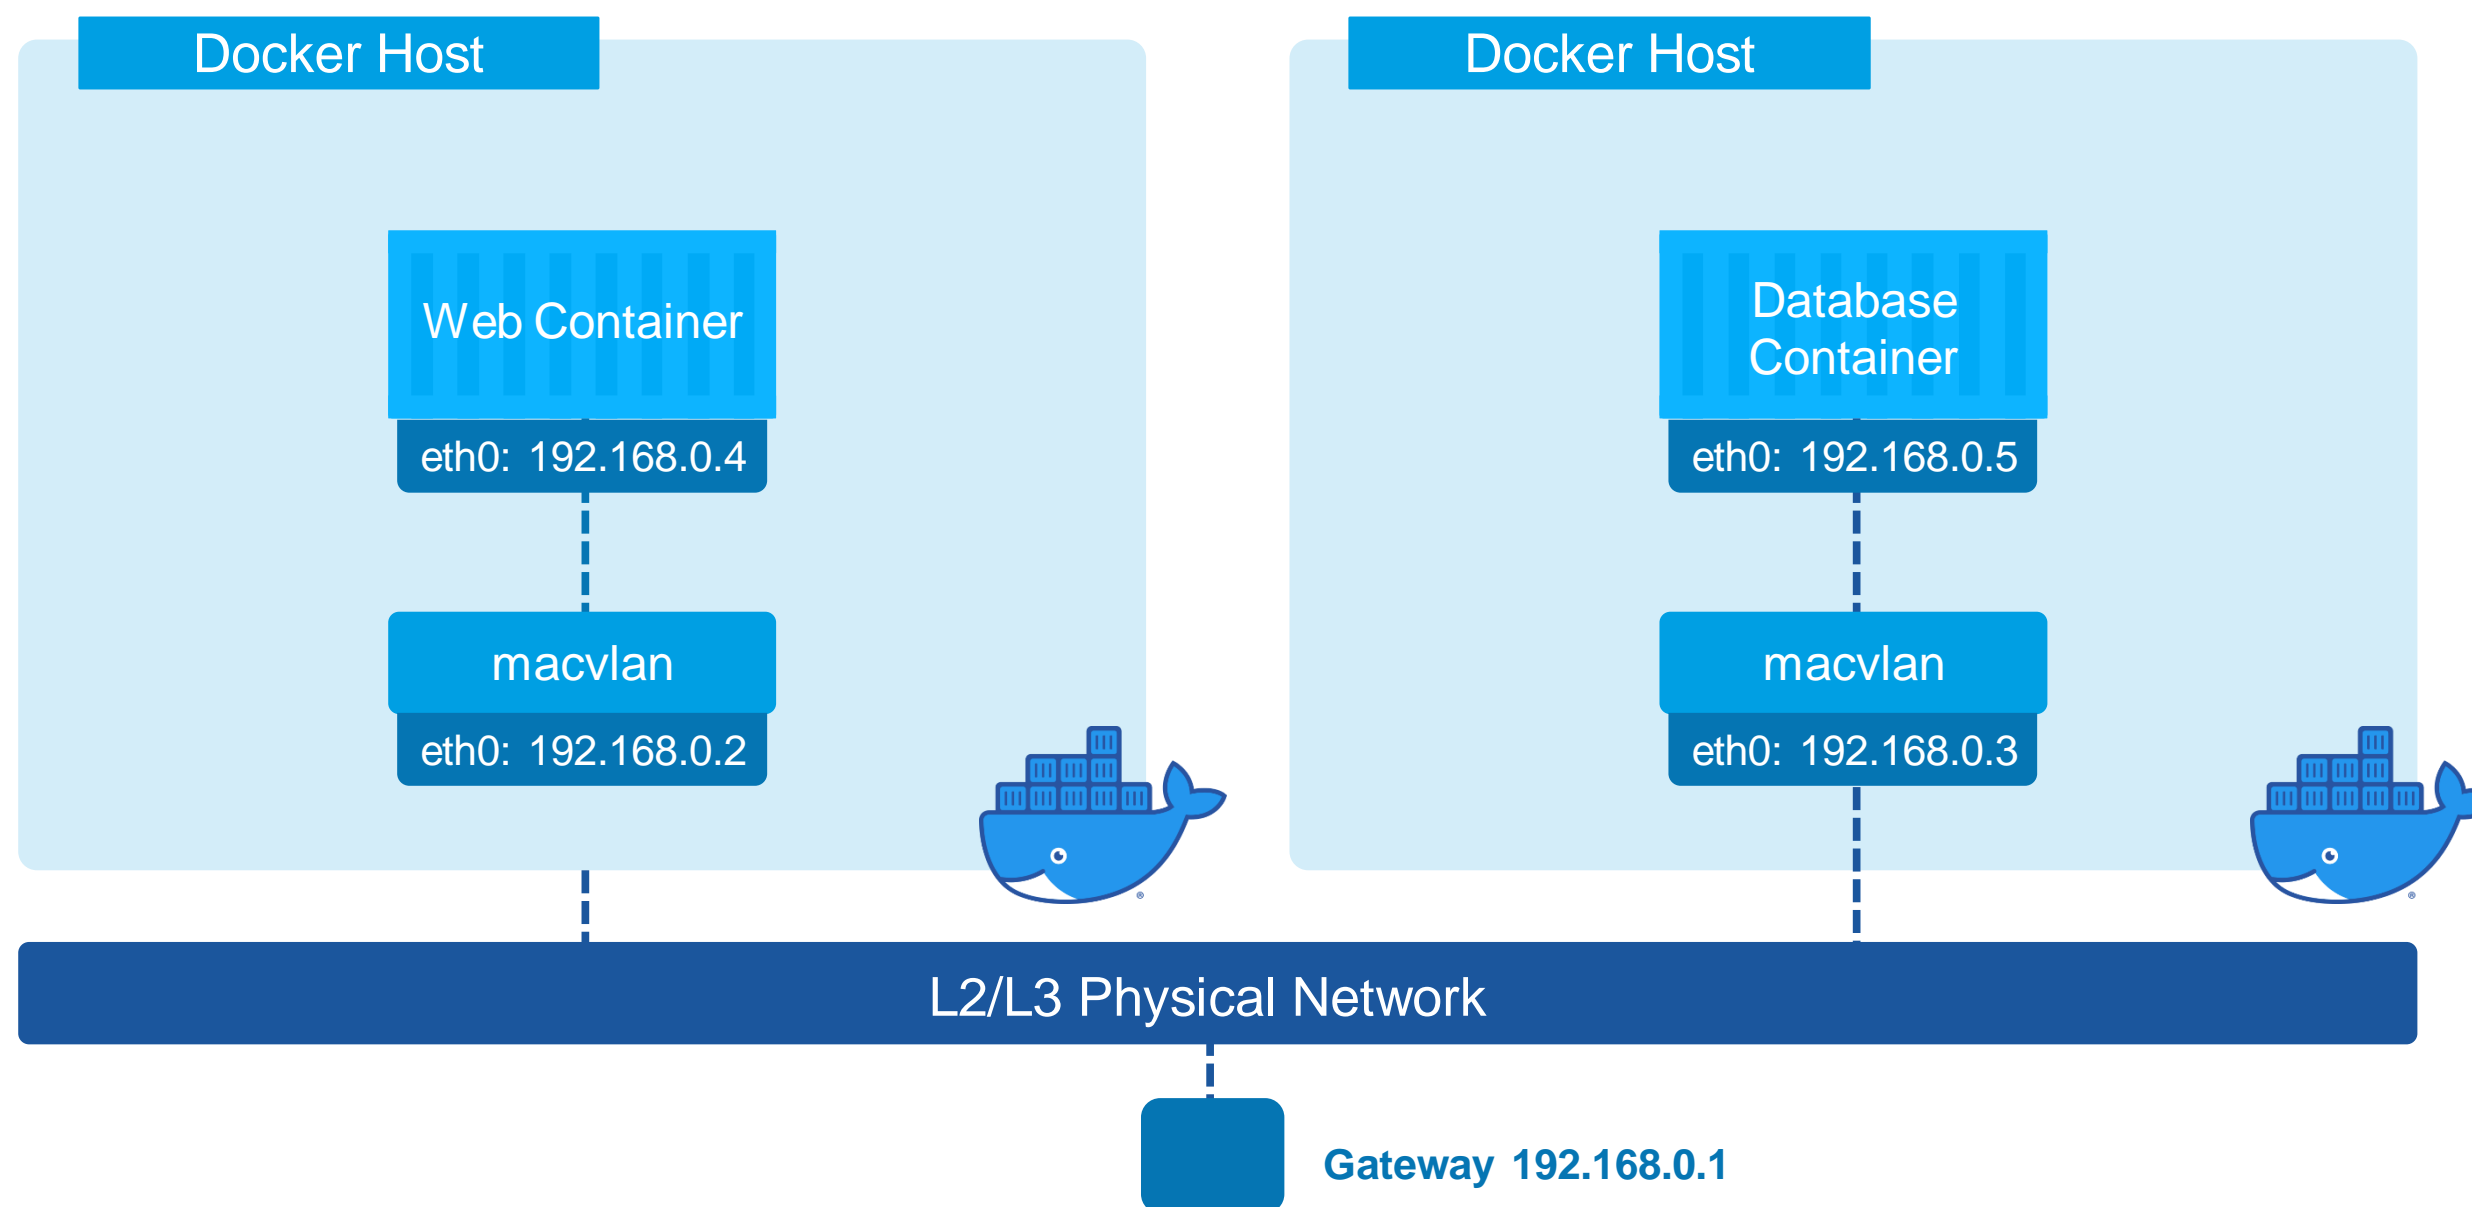 Docker Host
Docker Host
Web Container
Database
Container
eth0: 192.168.0.4
eth0: 192.168.0.5
macvlan
macvlan
eth0: 192.168.0.2
eth0: 192.168.0.3
®
®
L2/L3 Physical Network
Gateway 192.168.0.1